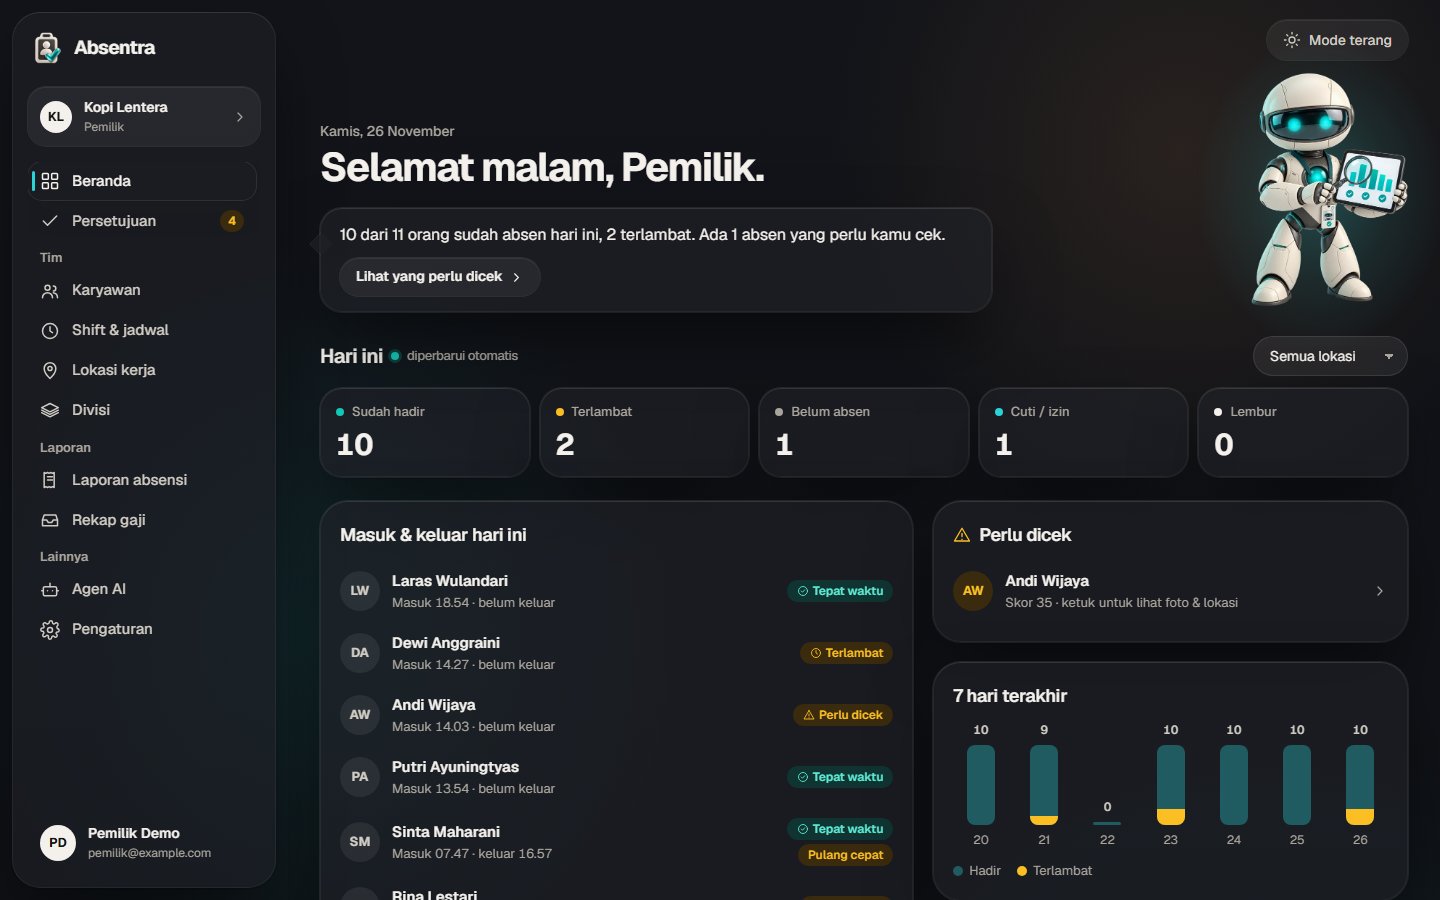 Absentra
KL
Kopi Lentera
Pemilik
Beranda
Persetujuan
4
Tim
Karyawan
Shift & jadwal
Lokasi kerja
Divisi
Laporan
Laporan absensi
Rekap gaji
Lainnya
Agen AI
Pengaturan
PD
Pemilik Demo
pemilik@example.com
Mode terang
Kamis, 26 November
Selamat malam, Pemilik.
10 dari 11 orang sudah absen hari ini, 2 terlambat. Ada 1 absen yang perlu kamu cek.
Lihat yang perlu dicek
Hari ini
diperbarui otomatis
Semua lokasi
Sudah hadir
10
Terlambat
2
Belum absen
1
Cuti / izin
1
Lembur
0
Masuk & keluar hari ini
LW
Laras Wulandari
Masuk 18.54 · belum keluar
Tepat waktu
DA
Dewi Anggraini
Masuk 14.27 · belum keluar
Terlambat
AW
Andi Wijaya
Masuk 14.03 · belum keluar
Perlu dicek
PA
Putri Ayuningtyas
Masuk 13.54 · belum keluar
Tepat waktu
SM
Sinta Maharani
Masuk 07.47 · keluar 16.57
Tepat waktu
Pulang cepat
Rina Lestari
Perlu dicek
AW
Andi Wijaya
Skor 35 · ketuk untuk lihat foto & lokasi
7 hari terakhir
10 9 0 10 10 10 10
20 21 22 23 24 25 26
Hadir
Terlambat